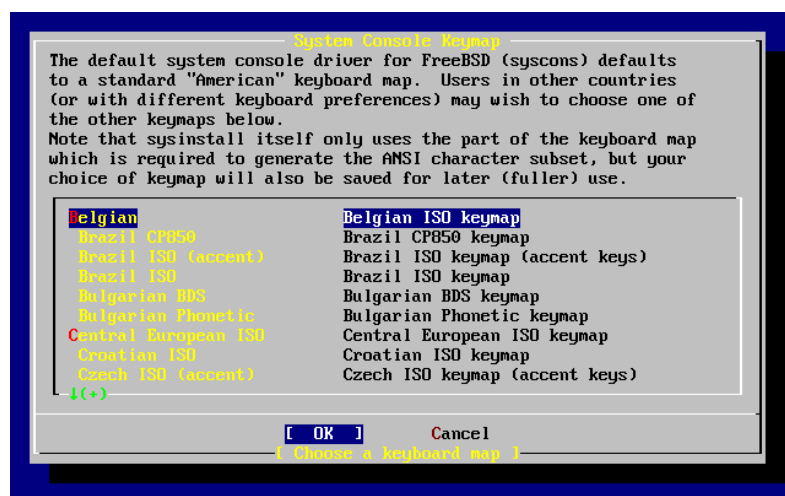 System Console Keymap
The default system console driver for FreeBSD (syscons) defaults
to a standard "American" keyboard map.  Users in other countries
(or with different keyboard preferences) may wish to choose one of
the other keymaps below.
Note that sysinstall itself only uses the part of the keyboard map
which is required to generate the ANSI character subset, but your
choice of keymap will also be saved for later (fuller) use.
Belgian Belgian ISO keymap
Brazil CP850 Brazil CP850 keymap
Brazil ISO (accent) Brazil ISO keymap (accent keys)
Brazil ISO Brazil ISO keymap
Bulgarian BDS Bulgarian BDS keymap
Bulgarian Phonetic Bulgarian Phonetic keymap
Central European ISO Central European ISO keymap
Croatian ISO Croatian ISO keymap
Czech ISO (accent) Czech ISO keymap (accent keys)
↓(+)
[ OK ] Cancel
[ Choose a keyboard map ]